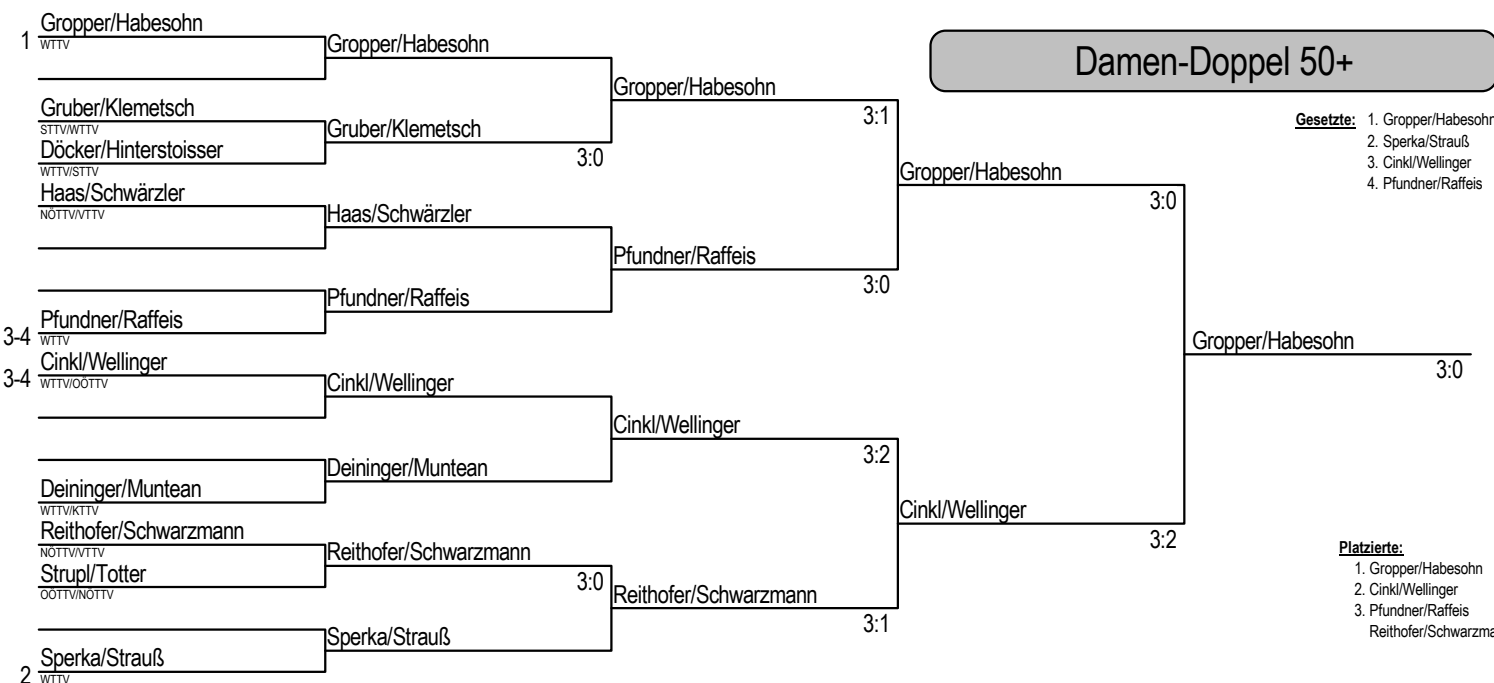 Damen-Doppel 50+
Gesetzte: 1. Gropper/Habesohn
2. Sperka/Strauß
3. Cinkl/Wellinger
4. Pfundner/Raffeis
1 Gropper/Habesohn
WTTV
Gruber/Klemetsch
STTV/WTTV
Döcker/Hinterstoisser
WTTV/STTV
Haas/Schwärzler
NÖTTV/VTTV
3-4 Pfundner/Raffeis
WTTV
3-4 Cinkl/Wellinger
WTTV/OÖTTV
Deininger/Muntean
WTTV/KTTV
Reithofer/Schwarzmann
NÖTTV/VTTV
Strupl/Totter
OÖTTV/NÖTTV
2 Sperka/Strauß
WTTV
Gropper/Habesohn
Gruber/Klemetsch
3:0
Haas/Schwärzler
Pfundner/Raffeis
Cinkl/Wellinger
Deininger/Muntean
Reithofer/Schwarzmann
3:0
Sperka/Strauß
Gropper/Habesohn
3:1
Pfundner/Raffeis
3:0
Cinkl/Wellinger
3:2
Reithofer/Schwarzmann
3:1
Gropper/Habesohn
3:0
Cinkl/Wellinger
3:2
Gropper/Habesohn
3:0
Platzierte:
1. Gropper/Habesohn
2. Cinkl/Wellinger
3. Pfundner/Raffeis
Reithofer/Schwarzma